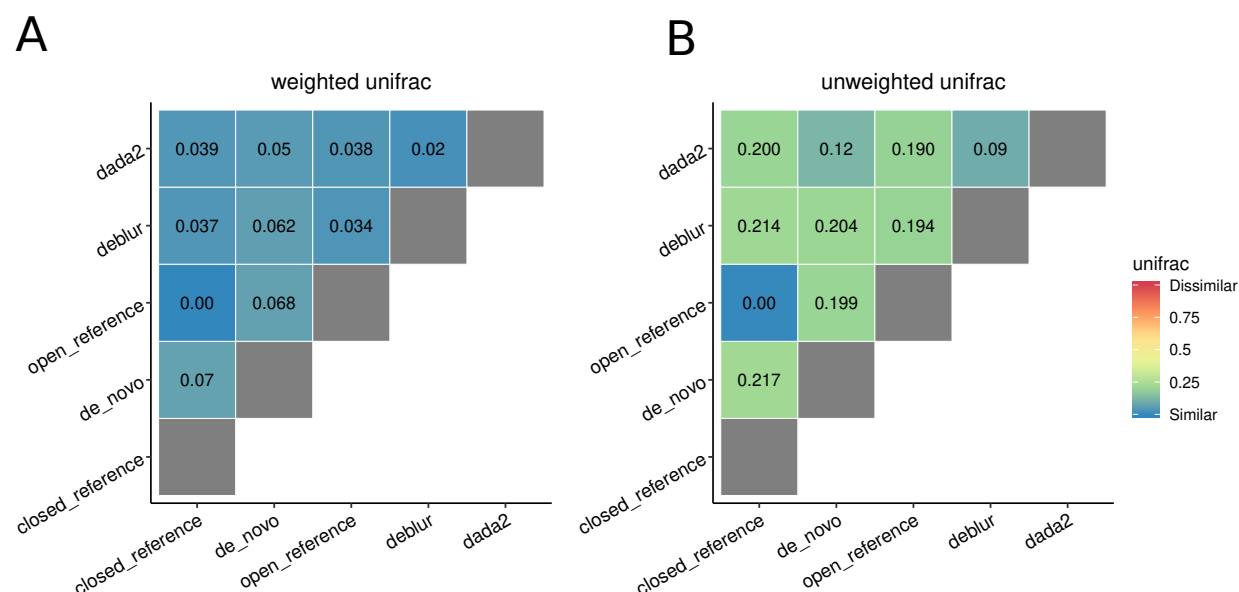 A
weighted unifrac
dada2 0.039 0.05 0.038 0.02
deblur 0.037 0.062 0.034
open_reference 0.00 0.068
de_novo 0.07
closed_reference
closed_reference de_novo open_reference deblur dada2
B
unweighted unifrac
dada2 0.200 0.12 0.190 0.09
deblur 0.214 0.204 0.194
open_reference 0.00 0.199
de_novo 0.217
closed_reference
closed_reference de_novo open_reference deblur dada2
unifrac
Dissimilar
0.75
0.5
0.25
Similar